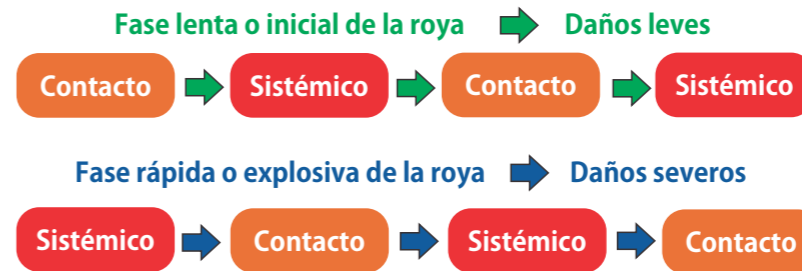 Fase lenta o inicial de la roya Daños leves
Contacto Sistémico Contacto Sistémico
Fase rápida o explosiva de la roya Daños severos
Sistémico Contacto Sistémico Contacto